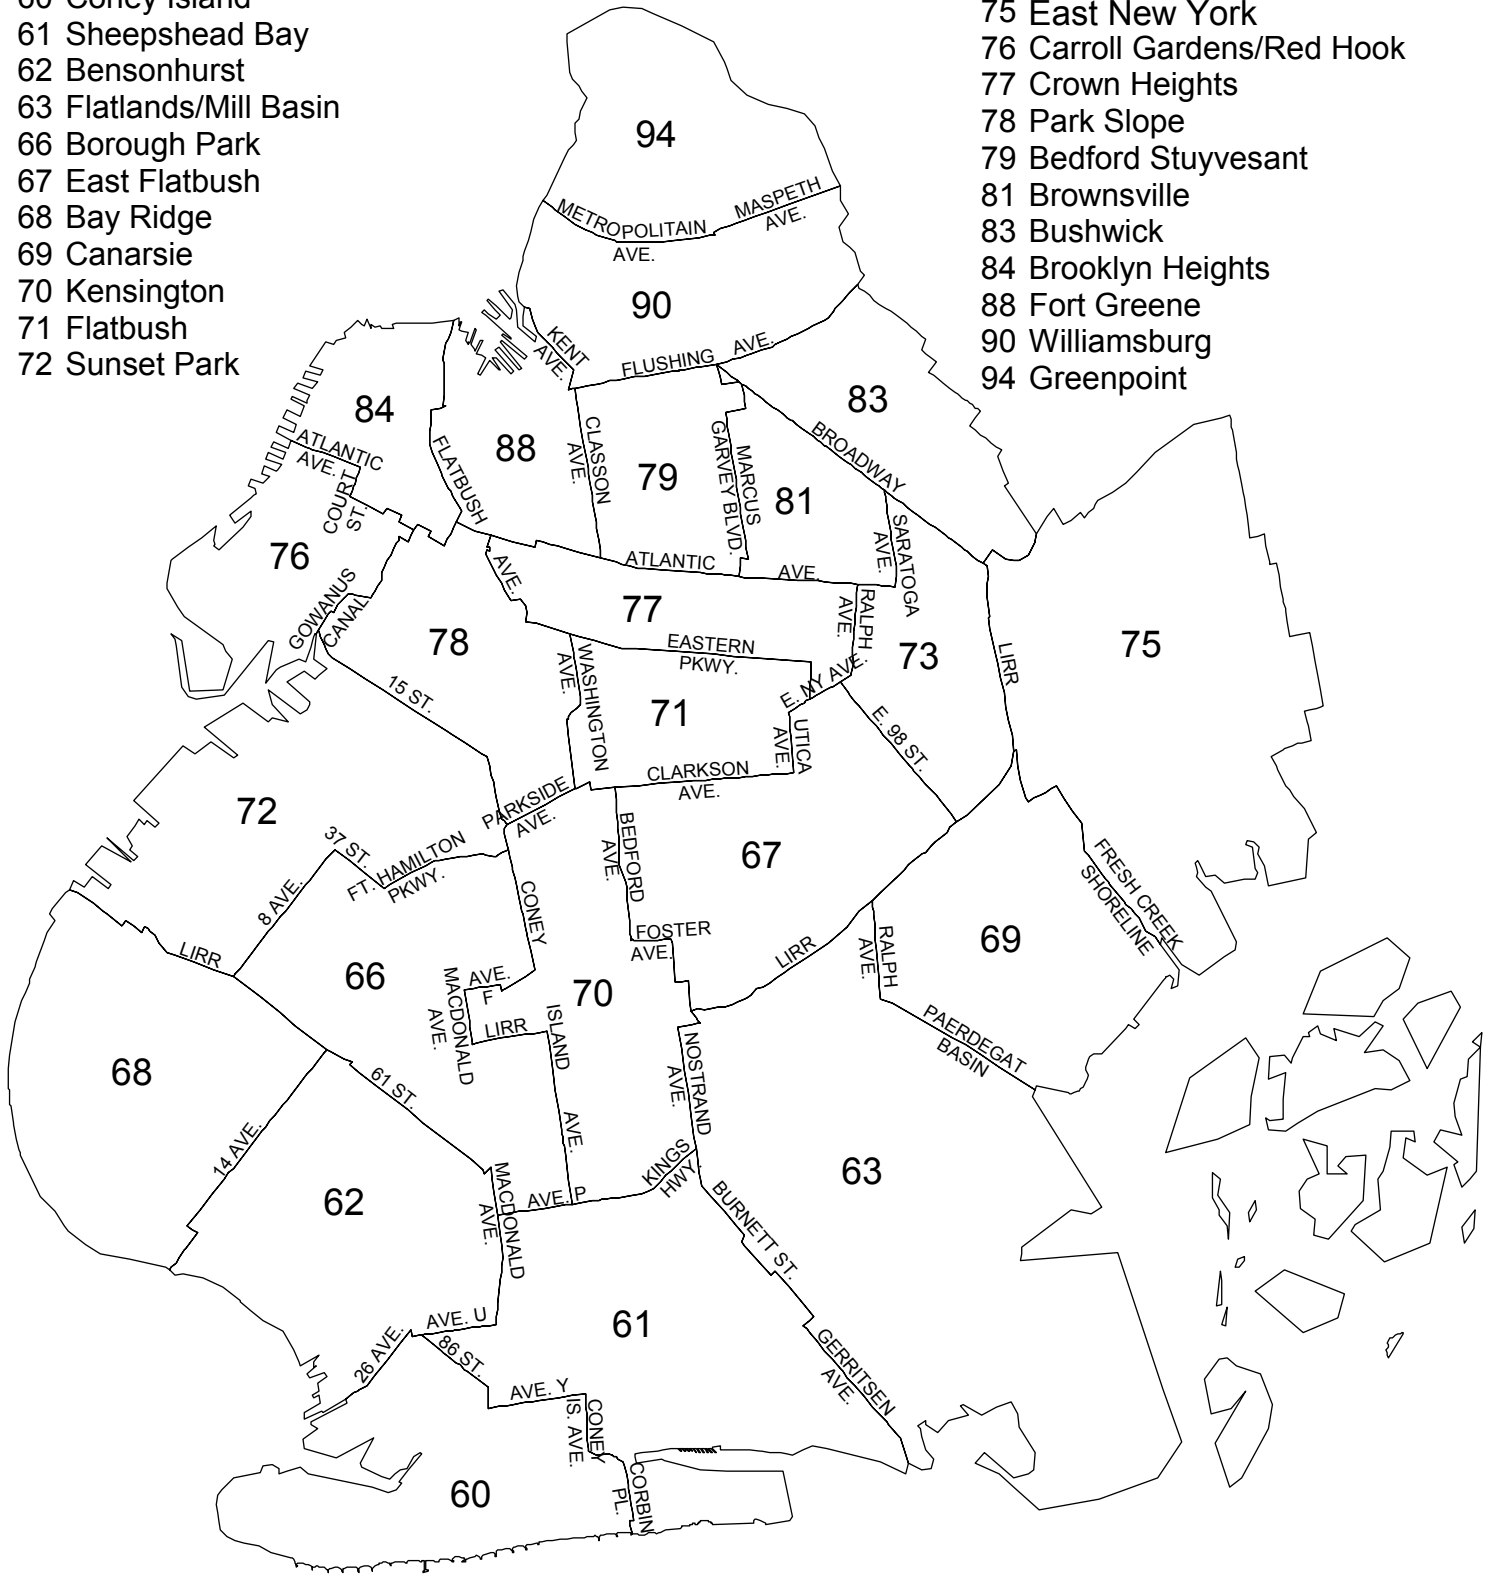 60 Coney Island
61 Sheepshead Bay
62 Bensonhurst
63 Flatlands/Mill Basin
66 Borough Park
67 East Flatbush
68 Bay Ridge
69 Canarsie
70 Kensington
71 Flatbush
72 Sunset Park
75 East New York
76 Carroll Gardens/Red Hook
77 Crown Heights
78 Park Slope
79 Bedford Stuyvesant
81 Brownsville
83 Bushwick
84 Brooklyn Heights
88 Fort Greene
90 Williamsburg
94 Greenpoint
94
METROPOLITAIN
AVE.
MASPETH
AVE.
90
KENT
AVE.
FLUSHING AVE.
84
88
83
ATLANTIC
AVE.
COURT
ST.
FLATBUSH
AVE.
CLASSON
AVE.
79
MARCUS
GARVEY BLVD.
81
BROADWAY
SARATOGA
AVE.
76
GOWANUS
CANAL
78
ATLANTIC AVE.
77
RALPH
AVE.
EASTERN
PKWY.
73
LIRR
75
15 ST.
WASHINGTON
AVE.
71
E. NY AVE.
UTICA
AVE.
E. 98 ST.
CLARKSON
AVE.
72
37 ST.
FT. HAMILTON
PKWY.
PARKSIDE
AVE.
BEDFORD
AVE.
67
FRESH CREEK
SHORELINE
8 AVE.
LIRR
66
CONEY
ISLAND
AVE.
AVE.
F
MACDONALD
AVE.
LIRR
70
FOSTER
AVE.
LIRR
RALPH
AVE.
69
PAERDEGAT
BASIN
68
61 ST.
14 AVE.
NOSTRAND
AVE.
63
62
MACDONALD
AVE.
AVE. P
KINGS
HWY.
BURNETT ST.
AVE. U
26 AVE.
86 ST.
61
GERRITSEN
AVE.
AVE. Y
CONEY
IS. AVE.
60
CORBIN
PL.